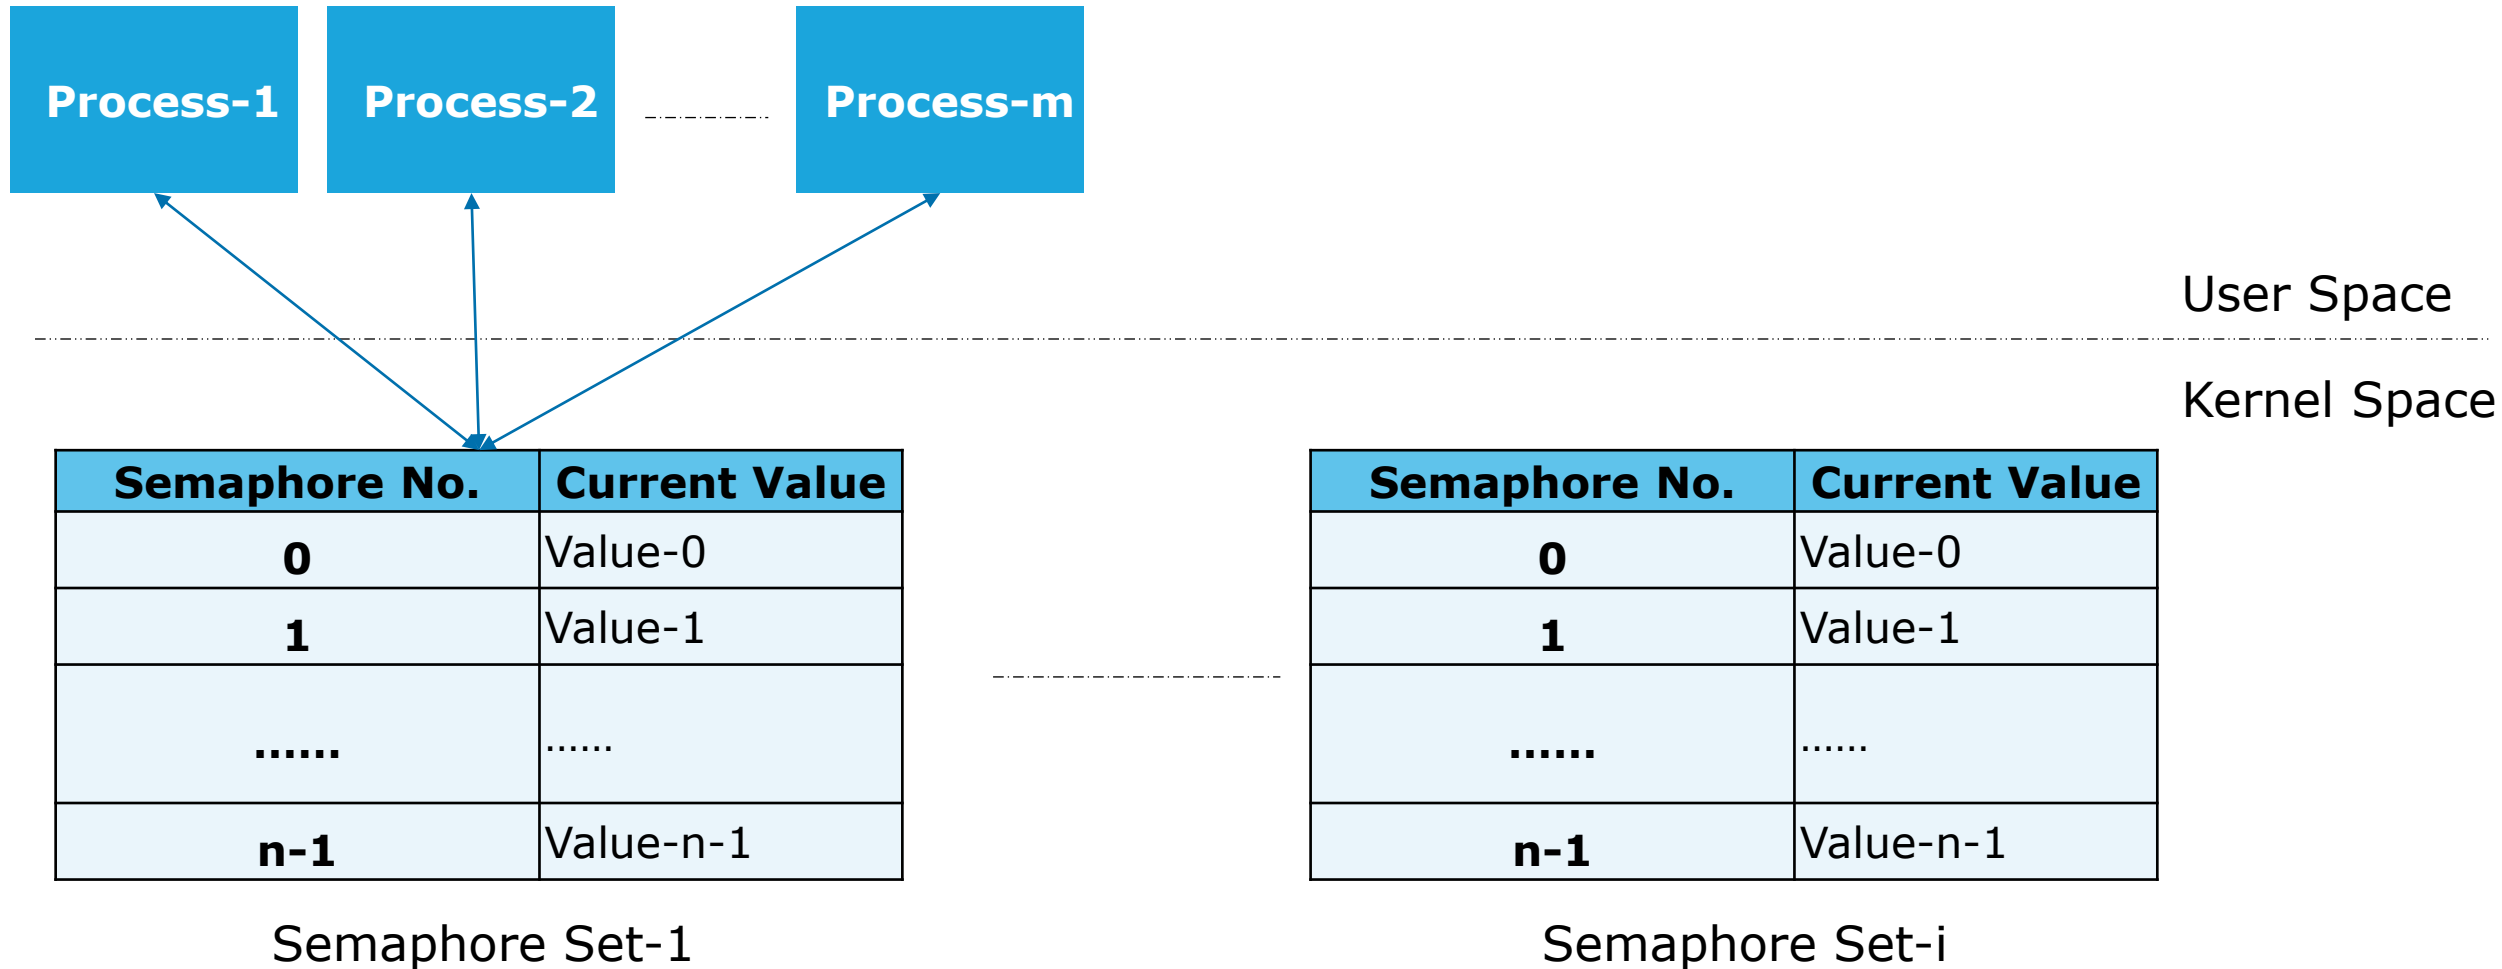 Process-1 Process-2 Process-m
User Space
Kernel Space
Semaphore No. Current Value Semaphore No. Current Value
0 Value-0 0 Value-0
1 Value-1 1 Value-1
...... ...... ...... ......
n-1 Value-n-1 n-1 Value-n-1
Semaphore Set-1 Semaphore Set-i